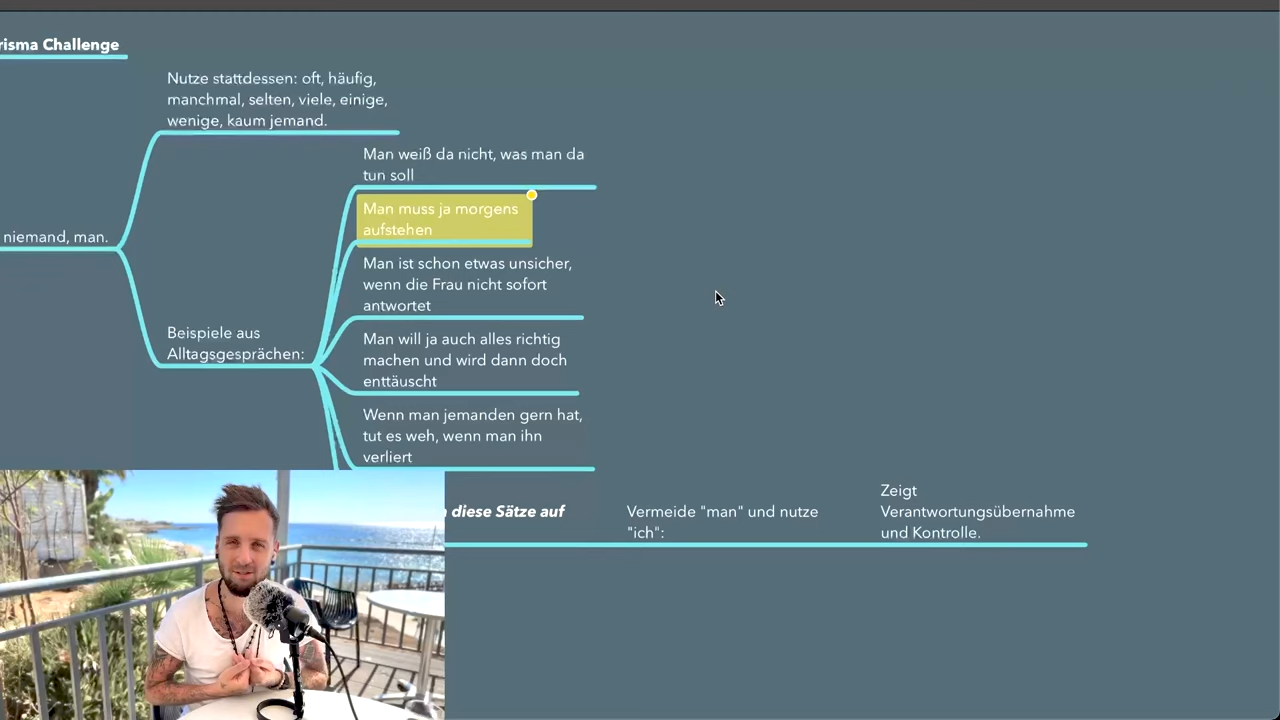 risma Challenge
Nutze stattdessen: oft, häufig,
manchmal, selten, viele, einige,
wenige, kaum jemand.
niemand, man.
Beispiele aus
Alltagsgesprächen:
Man weiß da nicht, was man da
tun soll
Man muss ja morgens
aufstehen
Man ist schon etwas unsicher,
wenn die Frau nicht sofort
antwortet
Man will ja auch alles richtig
machen und wird dann doch
enttäuscht
Wenn man jemanden gern hat,
tut es weh, wenn man ihn
verliert
diese Sätze auf
Vermeide "man" und nutze
"ich":
Zeigt
Verantwortungsübernahme
und Kontrolle.